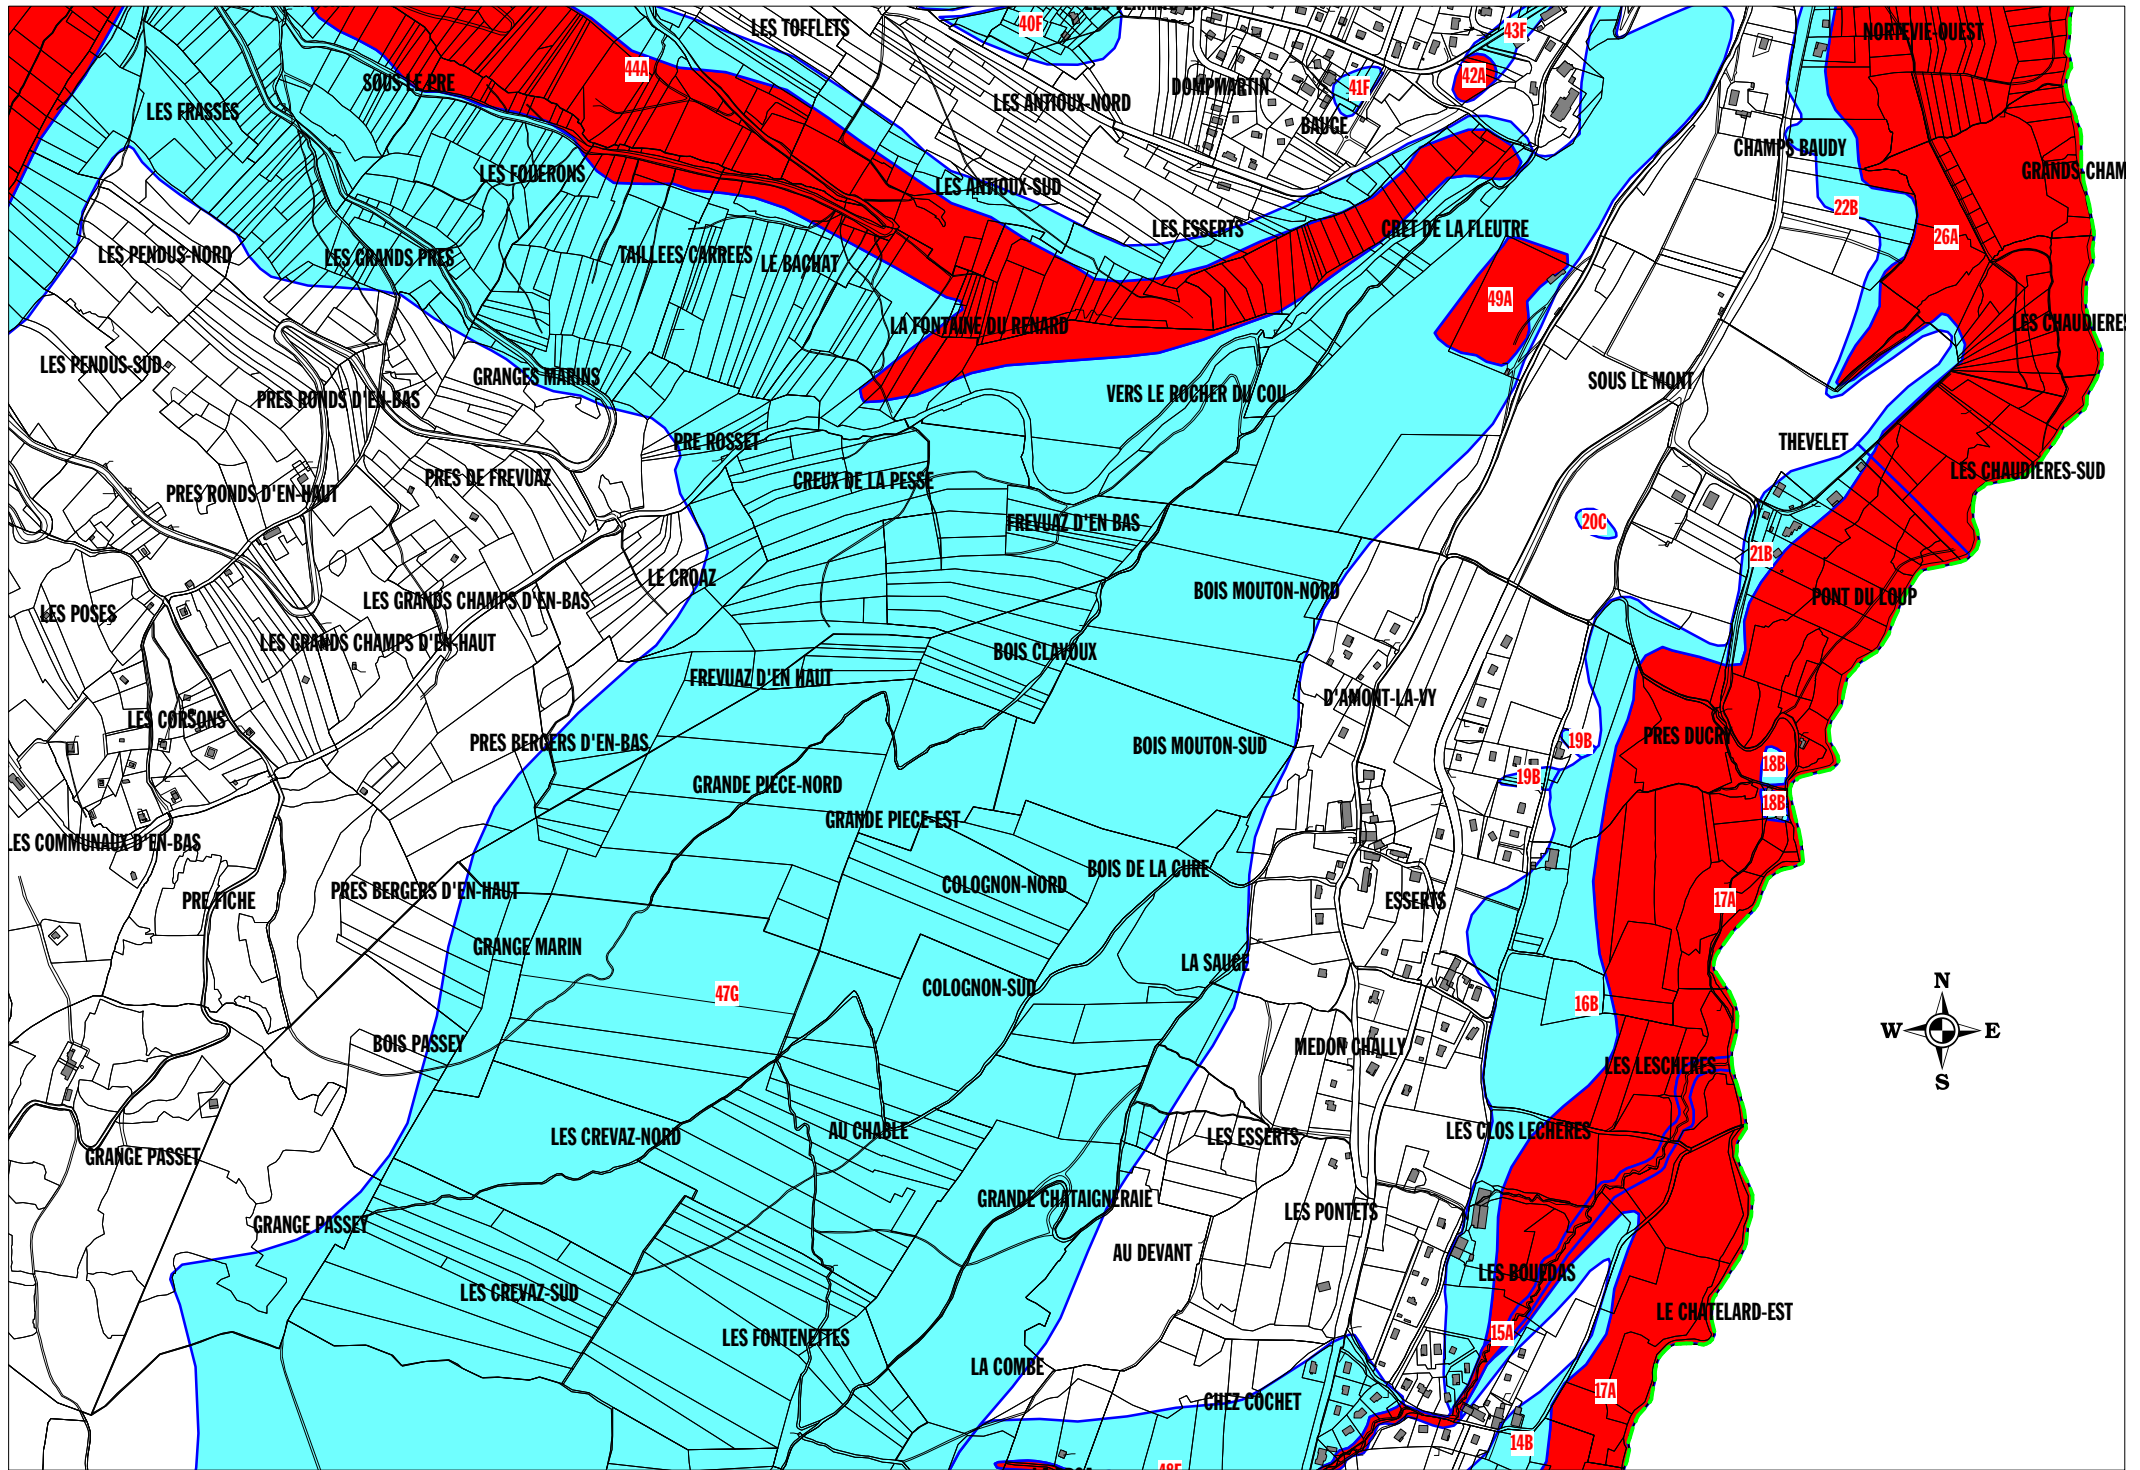 LES TOFFLETS
40F
43F
NORTEVIE-OUEST
44A
SOUS LE PRE
42A
41F
DOMPMARTIN
LES FRASSES
LES ANTIOUX-NORD
BAUGE
CHAMPS BAUDY
LES FOUERONS
LES ANTIOUX-SUD
GRANDS-CHAM
22B
LES ESSERTS
CRET DE LA FLEUTRE
26A
LES PENDUS-NORD
LES GRANDS PRES
TAILLEES CARREES
LE BACHAT
49A
LA FONTAINE DU RENARD
LES CHAUDIERES
LES PENDUS-SUD
GRANGES MARINS
SOUS LE MONT
PRES RONDS D'EN-BAS
VERS LE ROCHER DU COU
PRE ROSSET
THEVELET
PRES DE FREVUAZ
CREUX DE LA PESSE
LES CHAUDIERES-SUD
PRES RONDS D'EN-HAUT
FREVUAZ D'EN BAS
20C
21B
LE CROAZ
BOIS MOUTON-NORD
LES GRANDS CHAMPS D'EN-BAS
PONT DU LOUP
LES POSES
LES GRANDS CHAMPS D'EN-HAUT
BOIS CLAVOUX
FREVUAZ D'EN HAUT
D'AMONT-LA-VY
LES CORSONS
PRES BERGERS D'EN-BAS
BOIS MOUTON-SUD
19B
PRES DUCRY
18B
19B
GRANDE PIECE-NORD
18B
GRANDE PIECE-EST
LES COMMUNAUX D'EN-BAS
BOIS DE LA CURE
PRES BERGERS D'EN-HAUT
COLOGNON-NORD
PRE FICHE
ESSERTS
17A
GRANGE MARIN
LA SAUGE
N
COLOGNON-SUD
47G
16B
W
E
BOIS PASSEY
MEDON CHALLY
LES LESCHERES
S
LES CREVAZ-NORD
AU CHABLE
LES ESSERTS
LES CLOS LECHERES
GRANGE PASSET
GRANDE CHATAIGNERAIE
GRANGE PASSEY
LES PONTETS
AU DEVANT
LES BOUEDAS
LES CREVAZ-SUD
LE CHATELARD-EST
LES FONTENETTES
15A
LA COMBE
CHEZ COCHET
17A
14B
48F